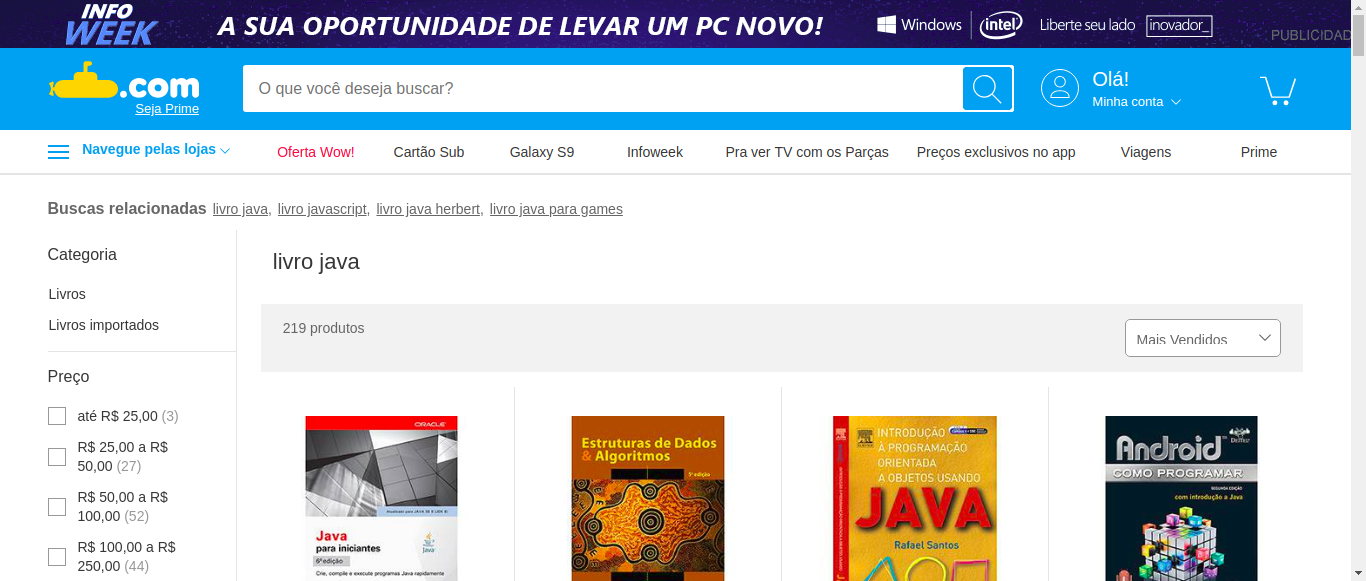 INFO
WEEK
A SUA OPORTUNIDADE DE LEVAR UM PC NOVO!
Windows
intel
Liberte seu lado
inovador_
PUBLICIDAD
.com
Seja Prime
O que você deseja buscar?
Olá!
Minha conta
Navegue pelas lojas
Oferta Wow!
Cartão Sub
Galaxy S9
Infoweek
Pra ver TV com os Parças
Preços exclusivos no app
Viagens
Prime
Buscas relacionadas livro java, livro javascript, livro java herbert, livro java para games
Categoria
Livros
Livros importados
Preço
até R$ 25,00 (3)
R$ 25,00 a R$
50,00 (27)
R$ 50,00 a R$
100,00 (52)
R$ 100,00 a R$
250,00 (44)
livro java
219 produtos
Mais Vendidos
ORACLE
Java
para iniciantes
6ª edição
Crie, compile e execute programas Java rapidamente
Estruturas de Dados
& Algoritmos
5ª edição
INTRODUÇÃO
À PROGRAMAÇÃO
ORIENTADA
A OBJETOS USANDO
JAVA
Rafael Santos
Android
COMO PROGRAMAR
SEGUNDA EDIÇÃO
com introdução a Java